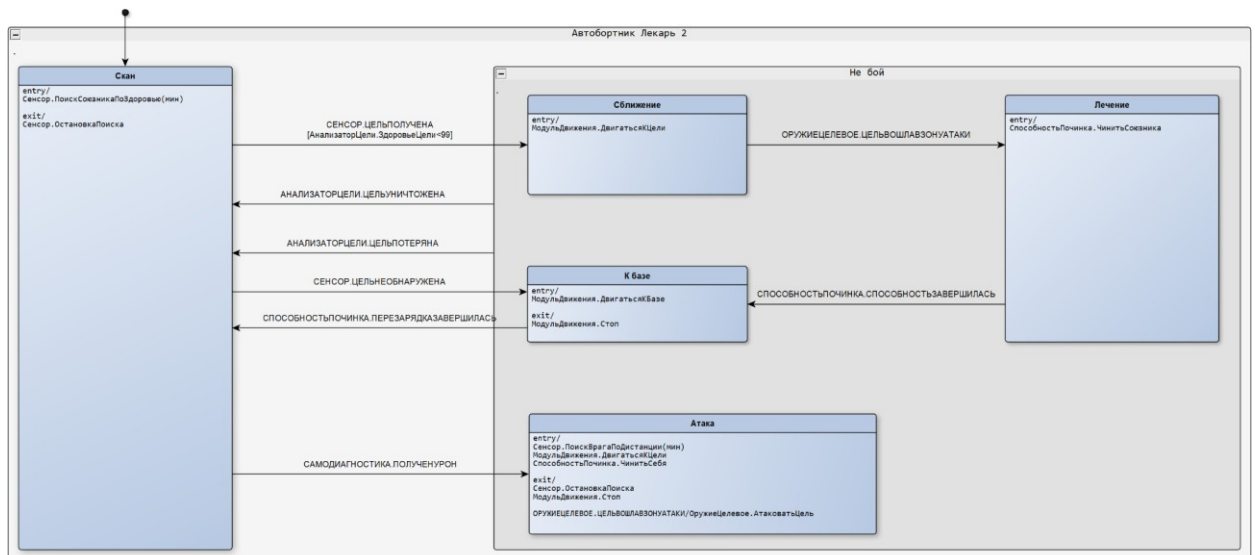 Автобортник Лекарь 2
Скан
entry/
Сенсор.ПоискСоюзникаПоЗдоровью(мин)
exit/
Сенсор.ОстановкаПоиска
СЕНСОР.ЦЕЛЬПОЛУЧЕНА
[АнализаторЦели.ЗдоровьеЦели<99]
АНАЛИЗАТОРЦЕЛИ.ЦЕЛЬУНИЧТОЖЕНА
АНАЛИЗАТОРЦЕЛИ.ЦЕЛЬПОТЕРЯНА
СЕНСОР.ЦЕЛЬНЕОБНАРУЖЕНА
СПОСОБНОСТЬПОЧИНКА.ПЕРЕЗАРЯДКАЗАВЕРШИЛАСЬ
САМОДИАГНОСТИКА.ПОЛУЧЕНУРОН
Не бой
Сближение
entry/
МодульДвижения.ДвигатьсяКЦели
ОРУЖИЕЦЕЛЕВОЕ.ЦЕЛЬВОШЛАВЗОНУАТАКИ
Лечение
entry/
СпособностьПочинка.ЧинитьСоюзника
К базе
entry/
МодульДвижения.ДвигатьсяКБазе
exit/
МодульДвижения.Стоп
СПОСОБНОСТЬПОЧИНКА.СПОСОБНОСТЬЗАВЕРШИЛАСЬ
Атака
entry/
Сенсор.ПоискВрагаПоДистанции(мин)
МодульДвижения.ДвигатьсяКЦели
СпособностьПочинка.ЧинитьСебя
exit/
Сенсор.ОстановкаПоиска
МодульДвижения.Стоп
ОРУЖИЕЦЕЛЕВОЕ.ЦЕЛЬВОШЛАВЗОНУАТАКИ/ОружиеЦелевое.АтаковатьЦель